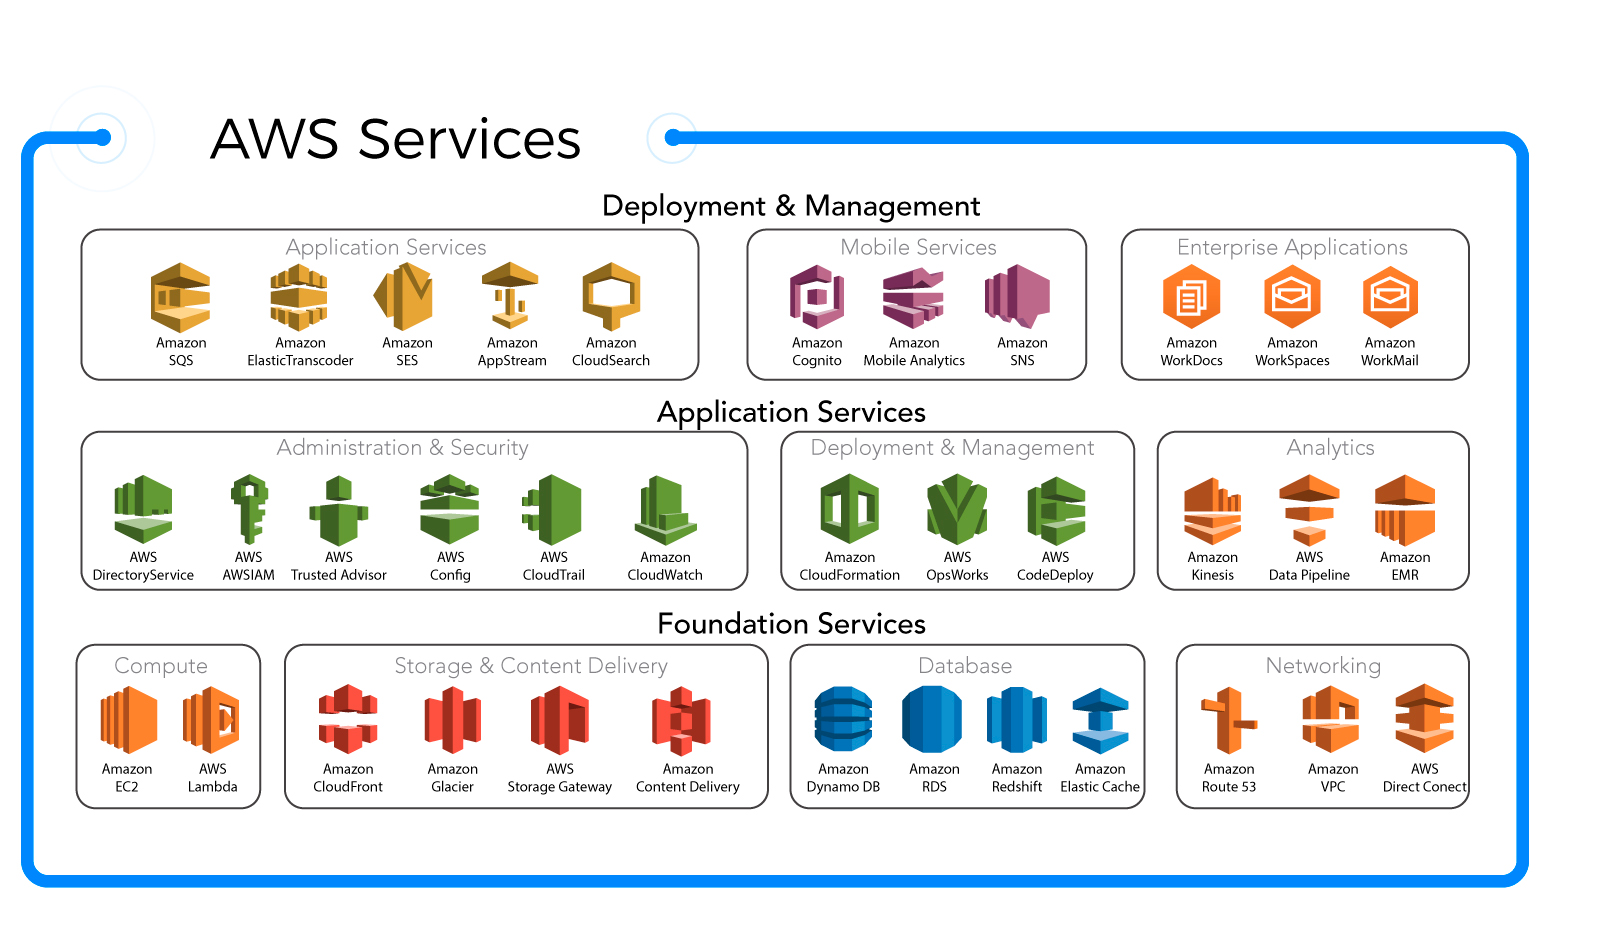 AWS Services
Deployment & Management
Application Services
Amazon
SQS
Amazon
ElasticTranscoder
Amazon
SES
Amazon
AppStream
Amazon
CloudSearch
Mobile Services
Amazon
Cognito
Amazon
Mobile Analytics
Amazon
SNS
Enterprise Applications
Amazon
WorkDocs
Amazon
WorkSpaces
Amazon
WorkMail
Application Services
Administration & Security
AWS
DirectoryService
AWS
AWSIAM
AWS
Trusted Advisor
AWS
Config
AWS
CloudTrail
Amazon
CloudWatch
Deployment & Management
Amazon
CloudFormation
AWS
OpsWorks
AWS
CodeDeploy
Analytics
Amazon
Kinesis
AWS
Data Pipeline
Amazon
EMR
Foundation Services
Compute
Amazon
EC2
AWS
Lambda
Storage & Content Delivery
Amazon
CloudFront
Amazon
Glacier
AWS
Storage Gateway
Amazon
Content Delivery
Database
Amazon
Dynamo DB
Amazon
RDS
Amazon
Redshift
Amazon
Elastic Cache
Networking
Amazon
Route 53
Amazon
VPC
AWS
Direct Conect